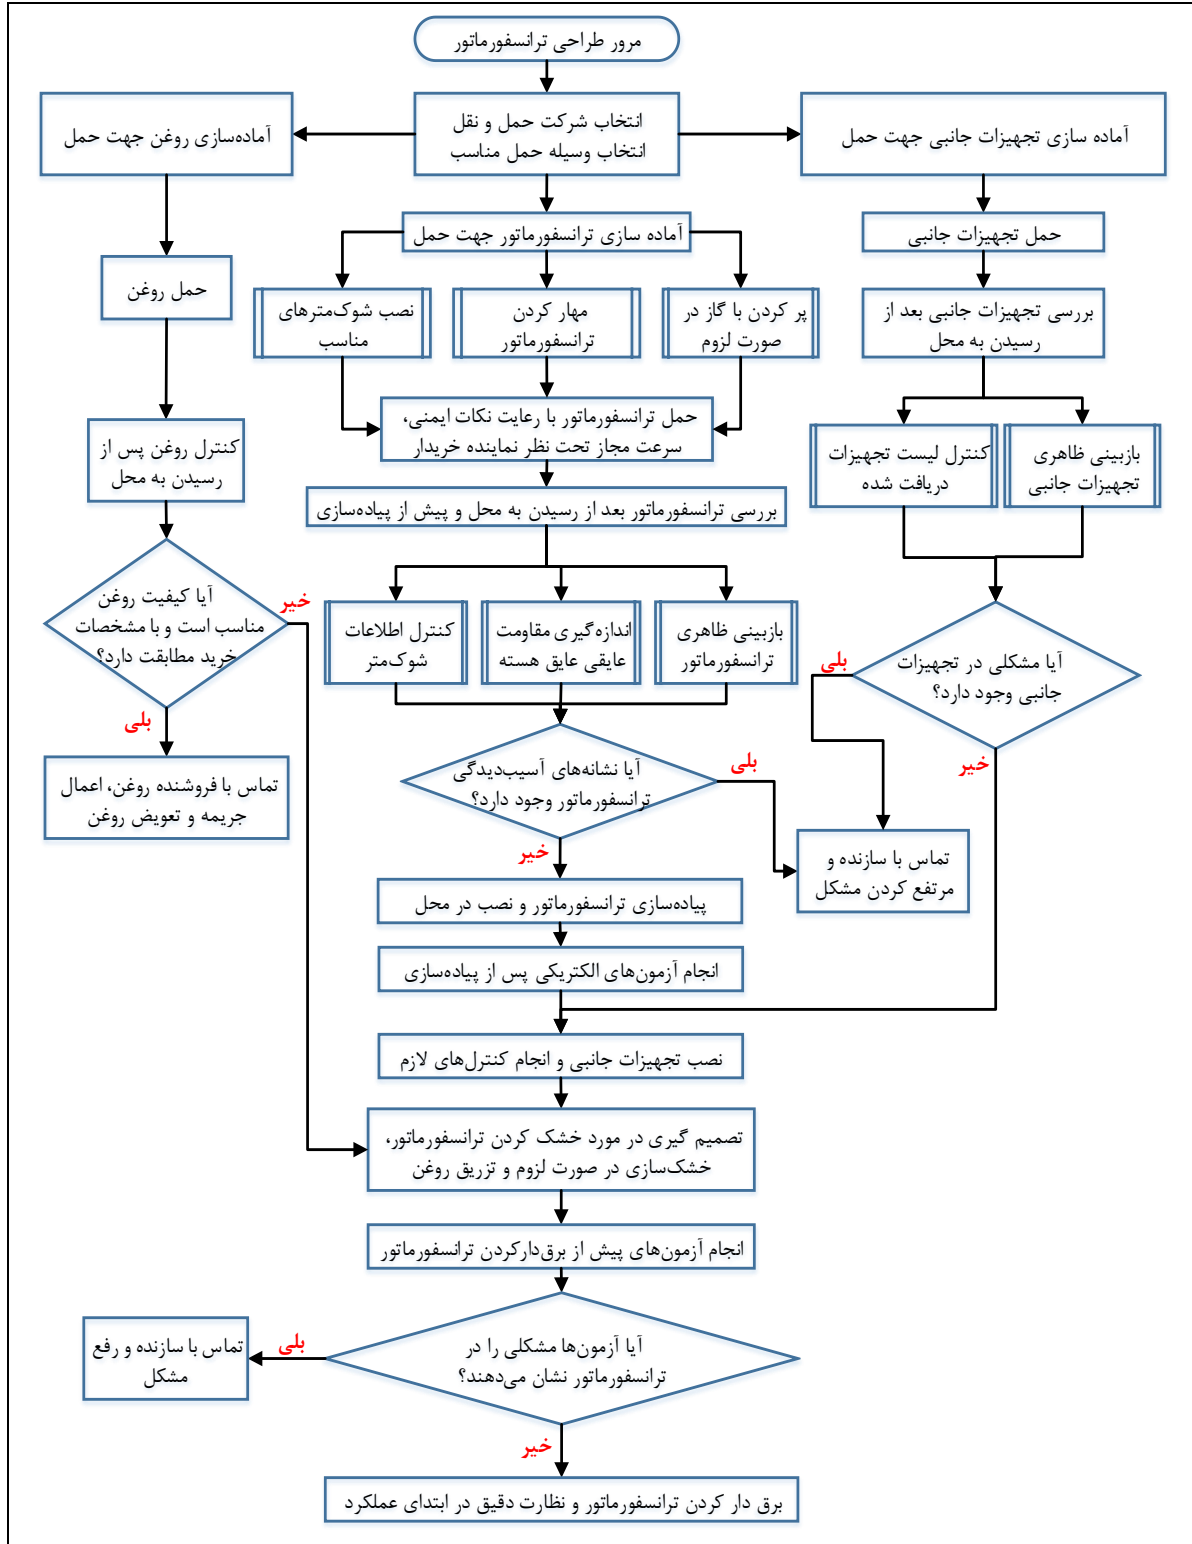 مرور طراحی ترانسفورماتور
انتخاب شرکت حمل و نقل
انتخاب وسیله حمل مناسب
آماده سازی تجهیزات جانبی جهت حمل
آماده‌سازی روغن جهت حمل
آماده سازی ترانسفورماتور جهت حمل
حمل تجهیزات جانبی
حمل روغن
پر کردن با گاز در
صورت لزوم
مهار کردن
ترانسفورماتور
نصب شوک‌مترهای
مناسب
بررسی تجهیزات جانبی بعد از
رسیدن به محل
حمل ترانسفورماتور با رعایت نکات ایمنی،
سرعت مجاز تحت نظر نماینده خریدار
بازبینی ظاهری
تجهیزات جانبی
کنترل لیست تجهیزات
دریافت شده
کنترل روغن پس از
رسیدن به محل
بررسی ترانسفورماتور بعد از رسیدن به محل و پیش از پیاده‌سازی
بازبینی ظاهری
ترانسفورماتور
اندازه‌گیری مقاومت
عایقی عایق هسته
کنترل اطلاعات
شوک‌متر
آیا کیفیت روغن
مناسب است و با مشخصات
خرید مطابقت دارد؟
خیر
بلی
آیا مشکلی در تجهیزات
جانبی وجود دارد؟
بلی
خیر
تماس با فروشنده روغن، اعمال
جریمه و تعویض روغن
آیا نشانه‌های آسیب‌دیدگی
ترانسفورماتور وجود دارد؟
بلی
خیر
تماس با سازنده و
مرتفع کردن مشکل
پیاده‌سازی ترانسفورماتور و نصب در محل
انجام آزمون‌های الکتریکی پس از پیاده‌سازی
نصب تجهیزات جانبی و انجام کنترل‌های لازم
تصمیم گیری در مورد خشک کردن ترانسفورماتور،
خشک‌سازی در صورت لزوم و تزریق روغن
انجام آزمون‌های پیش از برق‌دارکردن ترانسفورماتور
آیا آزمون‌ها مشکلی را در
ترانسفورماتور نشان می‌دهند؟
بلی
تماس با سازنده و رفع
مشکل
خیر
برق دار کردن ترانسفورماتور و نظارت دقیق در ابتدای عملکرد